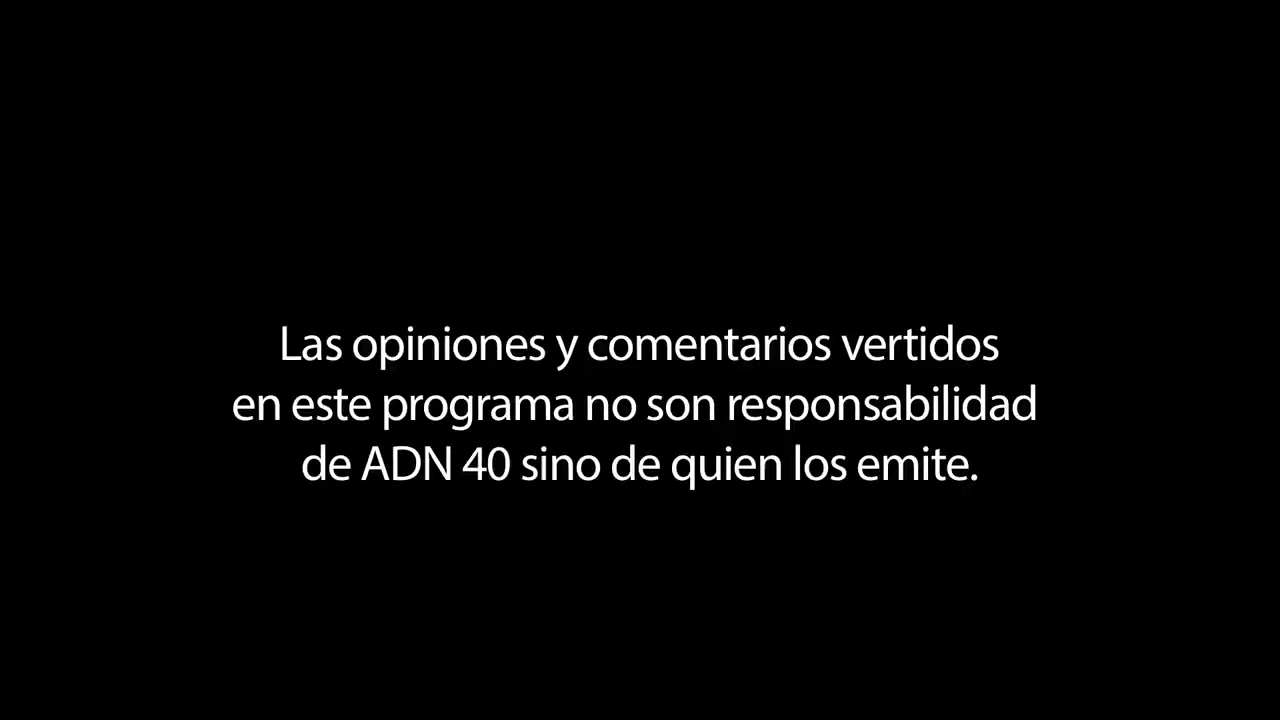 Las opiniones y comentarios vertidos
en este programa no son responsabilidad
de ADN 40 sino de quien los emite.